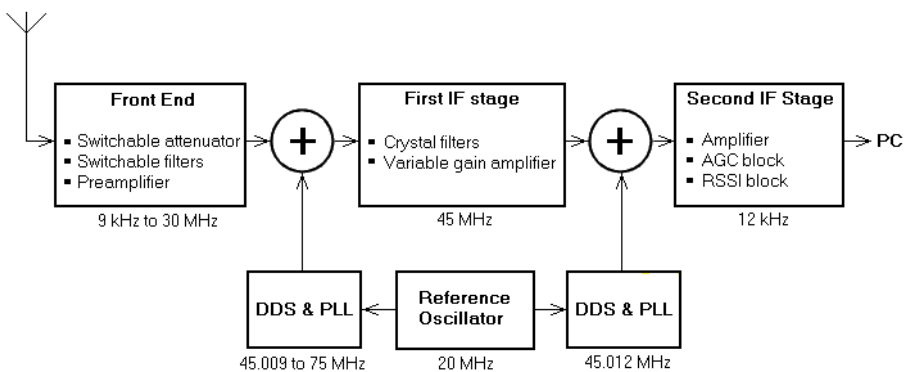 Front End
▪ Switchable attenuator
▪ Switchable filters
▪ Preamplifier
9 kHz to 30 MHz
+
First IF stage
▪ Crystal filters
▪ Variable gain amplifier
45 MHz
+
Second IF Stage
▪ Amplifier
▪ AGC block
▪ RSSI block
12 kHz
PC
DDS & PLL
45.009 to 75 MHz
Reference
Oscillator
20 MHz
DDS & PLL
45.012 MHz